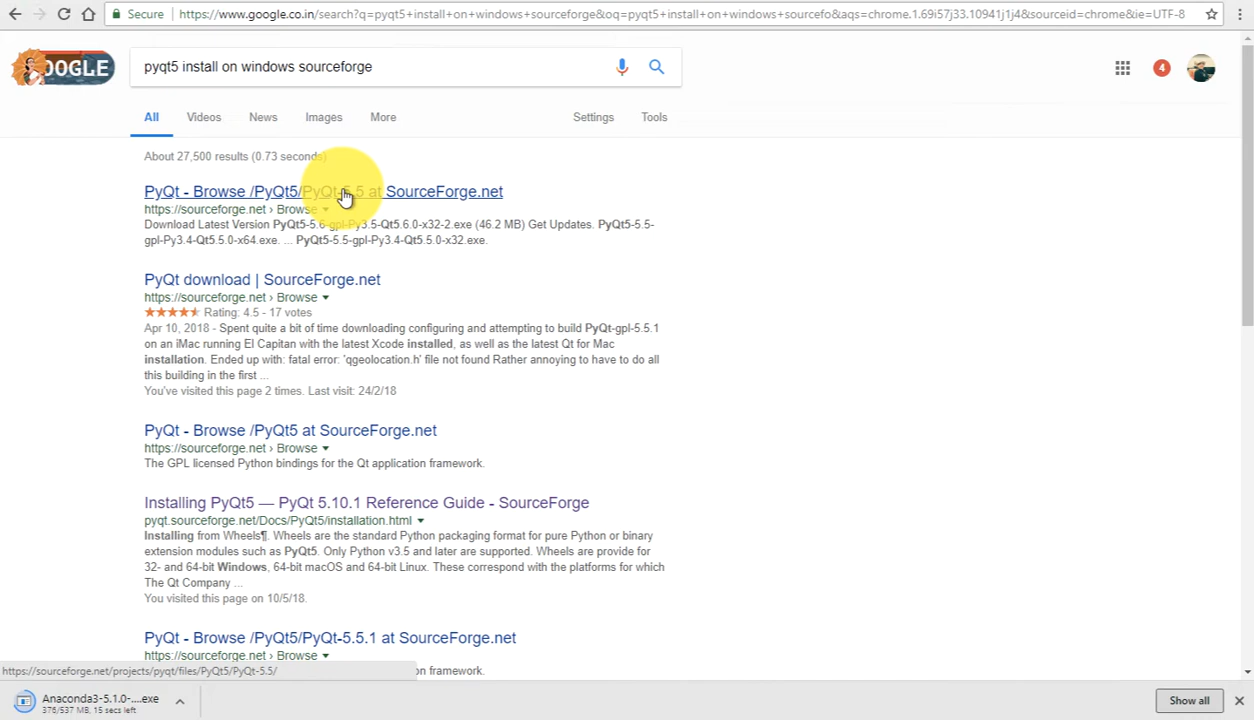 Secure
https://www.google.co.in/search?q=pyqt5+install+on+windows+sourceforge&oq=pyqt5+install+on+windows+sourcefo&aqs=chrome.1.69i57j33.10941j1j4&sourceid=chrome&ie=UTF-8
OOGLE
pyqt5 install on windows sourceforge
4
All Videos News Images More Settings Tools
About 27,500 results (0.73 seconds)
PyQt - Browse /PyQt5/PyQt-5.5 at SourceForge.net
https://sourceforge.net › Browse
Download Latest Version PyQt5-5.6-gpl-Py3.5-Qt5.6.0-x32-2.exe (46.2 MB) Get Updates. PyQt5-5.5-
gpl-Py3.4-Qt5.5.0-x64.exe. ... PyQt5-5.5-gpl-Py3.4-Qt5.5.0-x32.exe.
PyQt download | SourceForge.net
https://sourceforge.net › Browse
Rating: 4.5 - 17 votes
Apr 10, 2018 - Spent quite a bit of time downloading configuring and attempting to build PyQt-gpl-5.5.1
on an iMac running El Capitan with the latest Xcode installed, as well as the latest Qt for Mac
installation. Ended up with: fatal error: 'qgeolocation.h' file not found Rather annoying to have to do all
this building in the first ...
You've visited this page 2 times. Last visit: 24/2/18
PyQt - Browse /PyQt5 at SourceForge.net
https://sourceforge.net › Browse
The GPL licensed Python bindings for the Qt application framework.
Installing PyQt5 — PyQt 5.10.1 Reference Guide - SourceForge
pyqt.sourceforge.net/Docs/PyQt5/installation.html
Installing from Wheels¶. Wheels are the standard Python packaging format for pure Python or binary
extension modules such as PyQt5. Only Python v3.5 and later are supported. Wheels are provide for
32- and 64-bit Windows, 64-bit macOS and 64-bit Linux. These correspond with the platforms for which
The Qt Company ...
You visited this page on 10/5/18.
PyQt - Browse /PyQt5/PyQt-5.5.1 at SourceForge.net
https://sourceforge.net › Browse
https://sourceforge.net/projects/pyqt/files/PyQt5/PyQt-5.5/
on framework.
Anaconda3-5.1.0-....exe
376/537 MB, 15 secs left
Show all